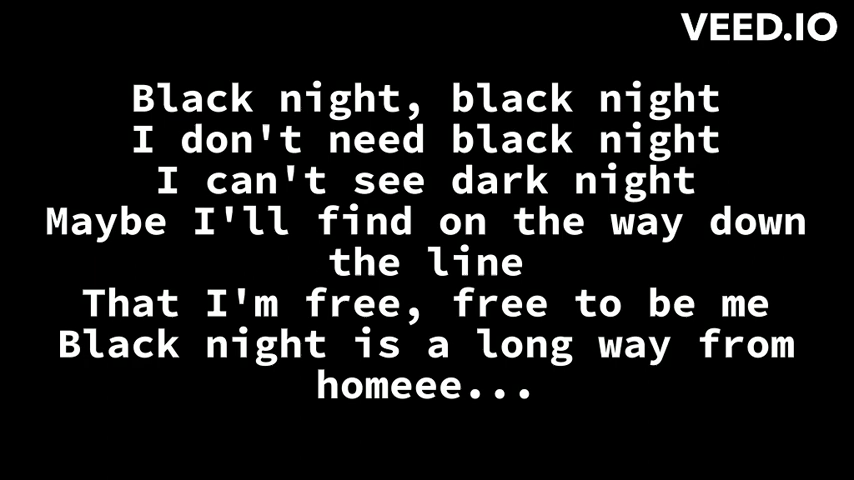 VEED.IO
Black night, black night
I don't need black night
I can't see dark night
Maybe I'll find on the way down
the line
That I'm free, free to be me
Black night is a long way from
homeee...